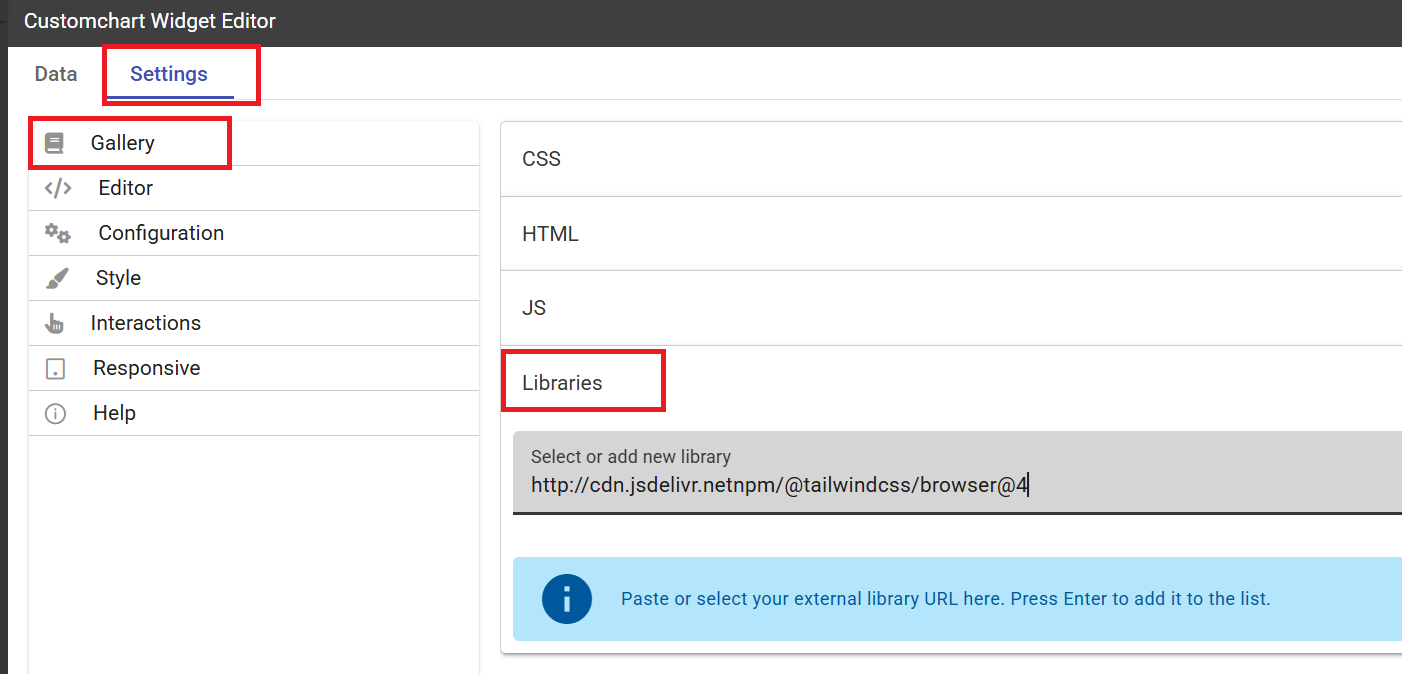 Customchart Widget Editor
Data
Settings
Gallery
Editor
Configuration
Style
Interactions
Responsive
Help
CSS
HTML
JS
Libraries
Select or add new library
http://cdn.jsdelivr.netnpm/@tailwindcss/browser@4
Paste or select your external library URL here. Press Enter to add it to the list.